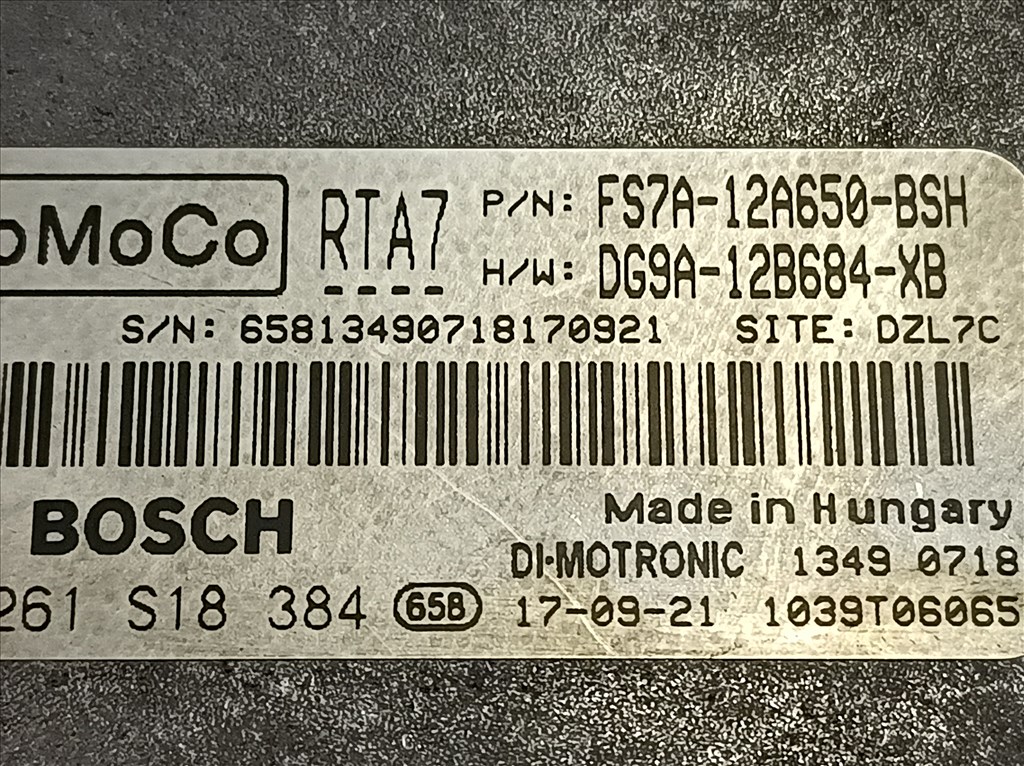 oMoCo RTA7 P/N: FS7A-12A650-BSH
H/W: DG9A-12B684-XB
S/N: 65813490718170921 SITE: DZL7C
BOSCH Made in Hungary
DI·MOTRONIC 1349 0718
261 S18 384 658 17-09-21 1039T06065